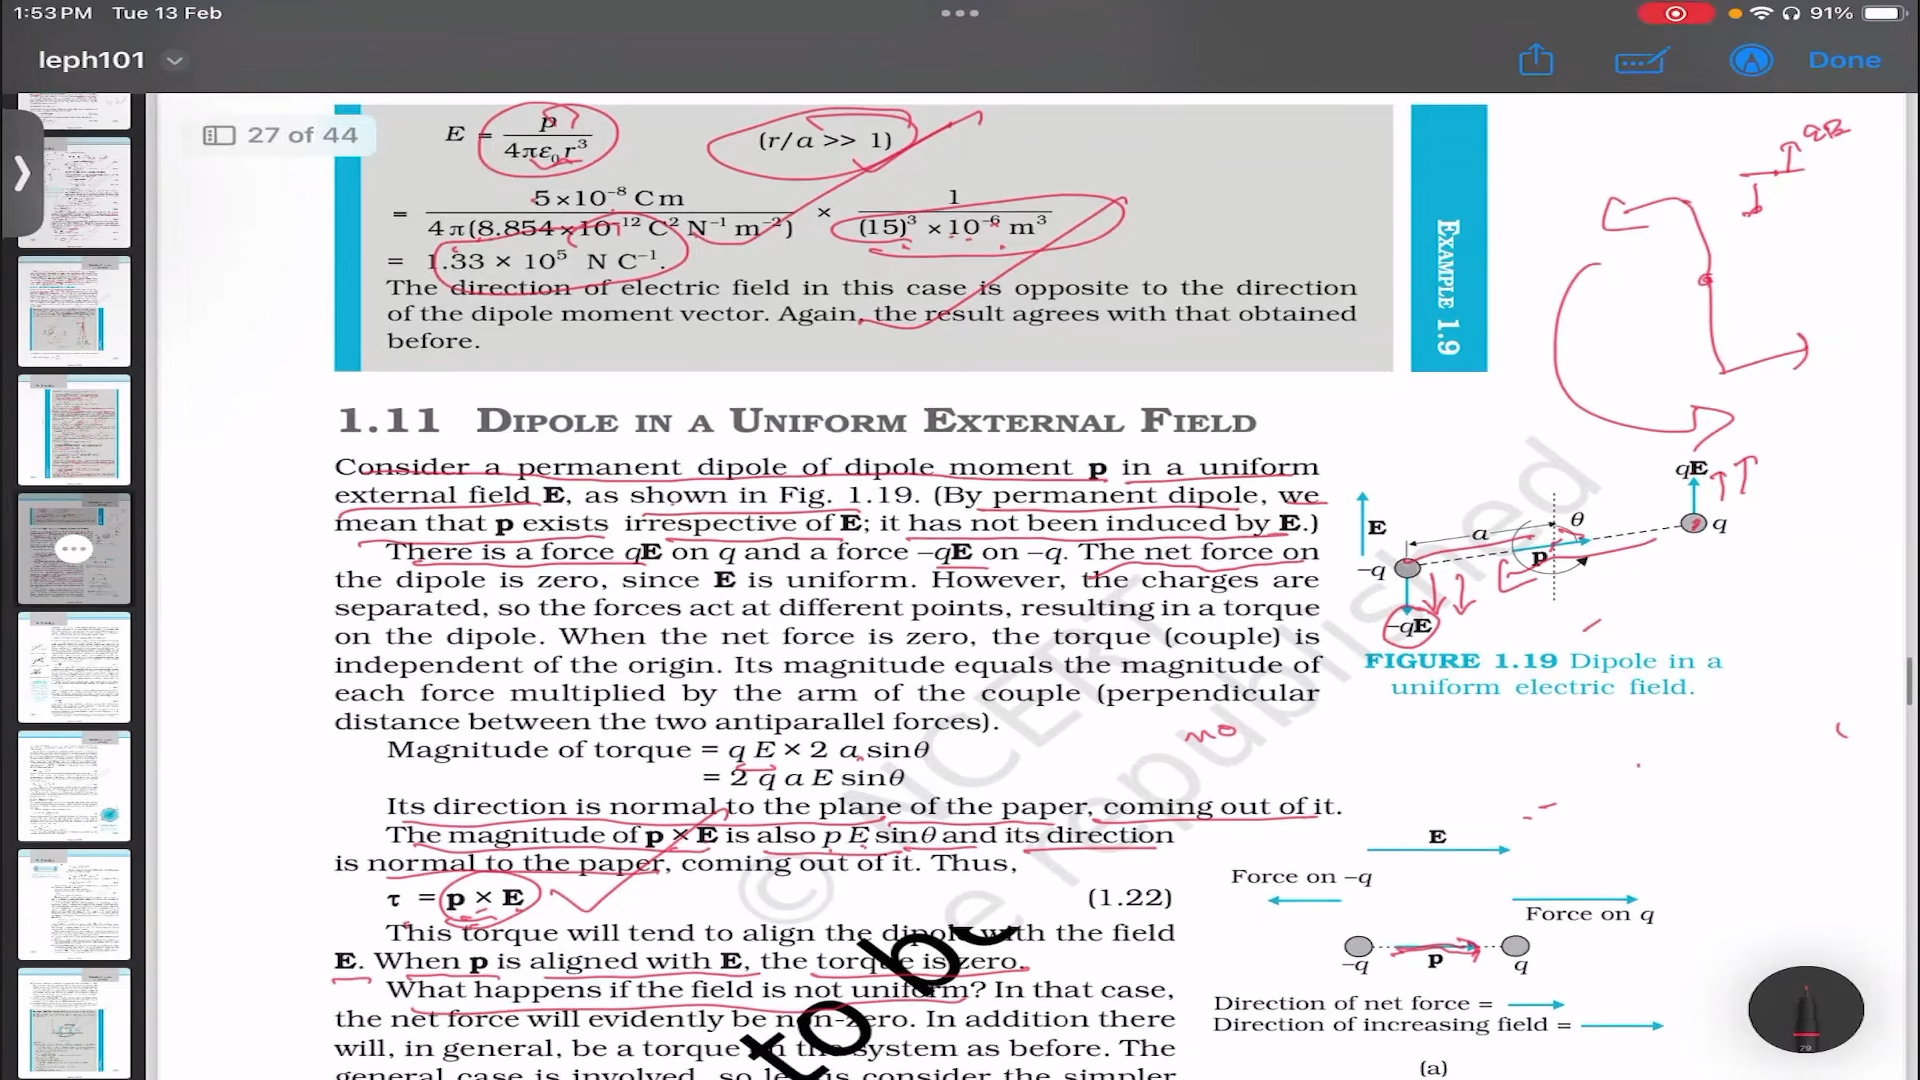 1:53 PM Tue 13 Feb
91%
leph101
Done
27 of 44
E = p / 4πε₀r³ (r/a >> 1)
= 5×10⁻⁸ C m / 4π(8.854×10⁻¹² C² N⁻¹ m⁻²) × 1 / (15)³ ×10⁻⁶ m³
= 1.33 × 10⁵ N C⁻¹.
The direction of electric field in this case is opposite to the direction
of the dipole moment vector. Again, the result agrees with that obtained
before.
EXAMPLE 1.9
1.11 DIPOLE IN A UNIFORM EXTERNAL FIELD
Consider a permanent dipole of dipole moment p in a uniform
external field E, as shown in Fig. 1.19. (By permanent dipole, we
mean that p exists irrespective of E; it has not been induced by E.)
There is a force qE on q and a force –qE on –q. The net force on
the dipole is zero, since E is uniform. However, the charges are
separated, so the forces act at different points, resulting in a torque
on the dipole. When the net force is zero, the torque (couple) is
independent of the origin. Its magnitude equals the magnitude of
each force multiplied by the arm of the couple (perpendicular
distance between the two antiparallel forces).
Magnitude of torque = q E × 2 a sinθ
= 2 q a E sinθ
Its direction is normal to the plane of the paper, coming out of it.
The magnitude of p × E is also p E sinθ and its direction
is normal to the paper, coming out of it. Thus,
τ = p × E (1.22)
This torque will tend to align the dipole with the field
E. When p is aligned with E, the torque is zero.
What happens if the field is not uniform? In that case,
the net force will evidently be non-zero. In addition there
will, in general, be a torque on the system as before. The
general case is involved, so let us consider the simpler
qE
E
a
θ
q
p
–q
–qE
FIGURE 1.19 Dipole in a
uniform electric field.
E
Force on –q
Force on q
–q
p
q
Direction of net force =
Direction of increasing field =
(a)
© NCERT
to be republished
79